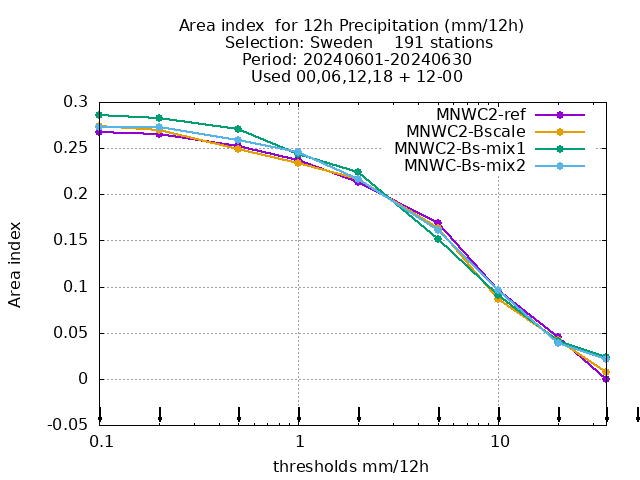 Area index  for 12h Precipitation (mm/12h)
Selection: Sweden    191 stations
Period: 20240601-20240630
Used 00,06,12,18 + 12-00
MNWC2-ref
MNWC2-Bscale
MNWC2-Bs-mix1
MNWC-Bs-mix2
0.3
0.25
0.2
0.15
0.1
0.05
0
-0.05
Area index
0.1
1
10
thresholds mm/12h